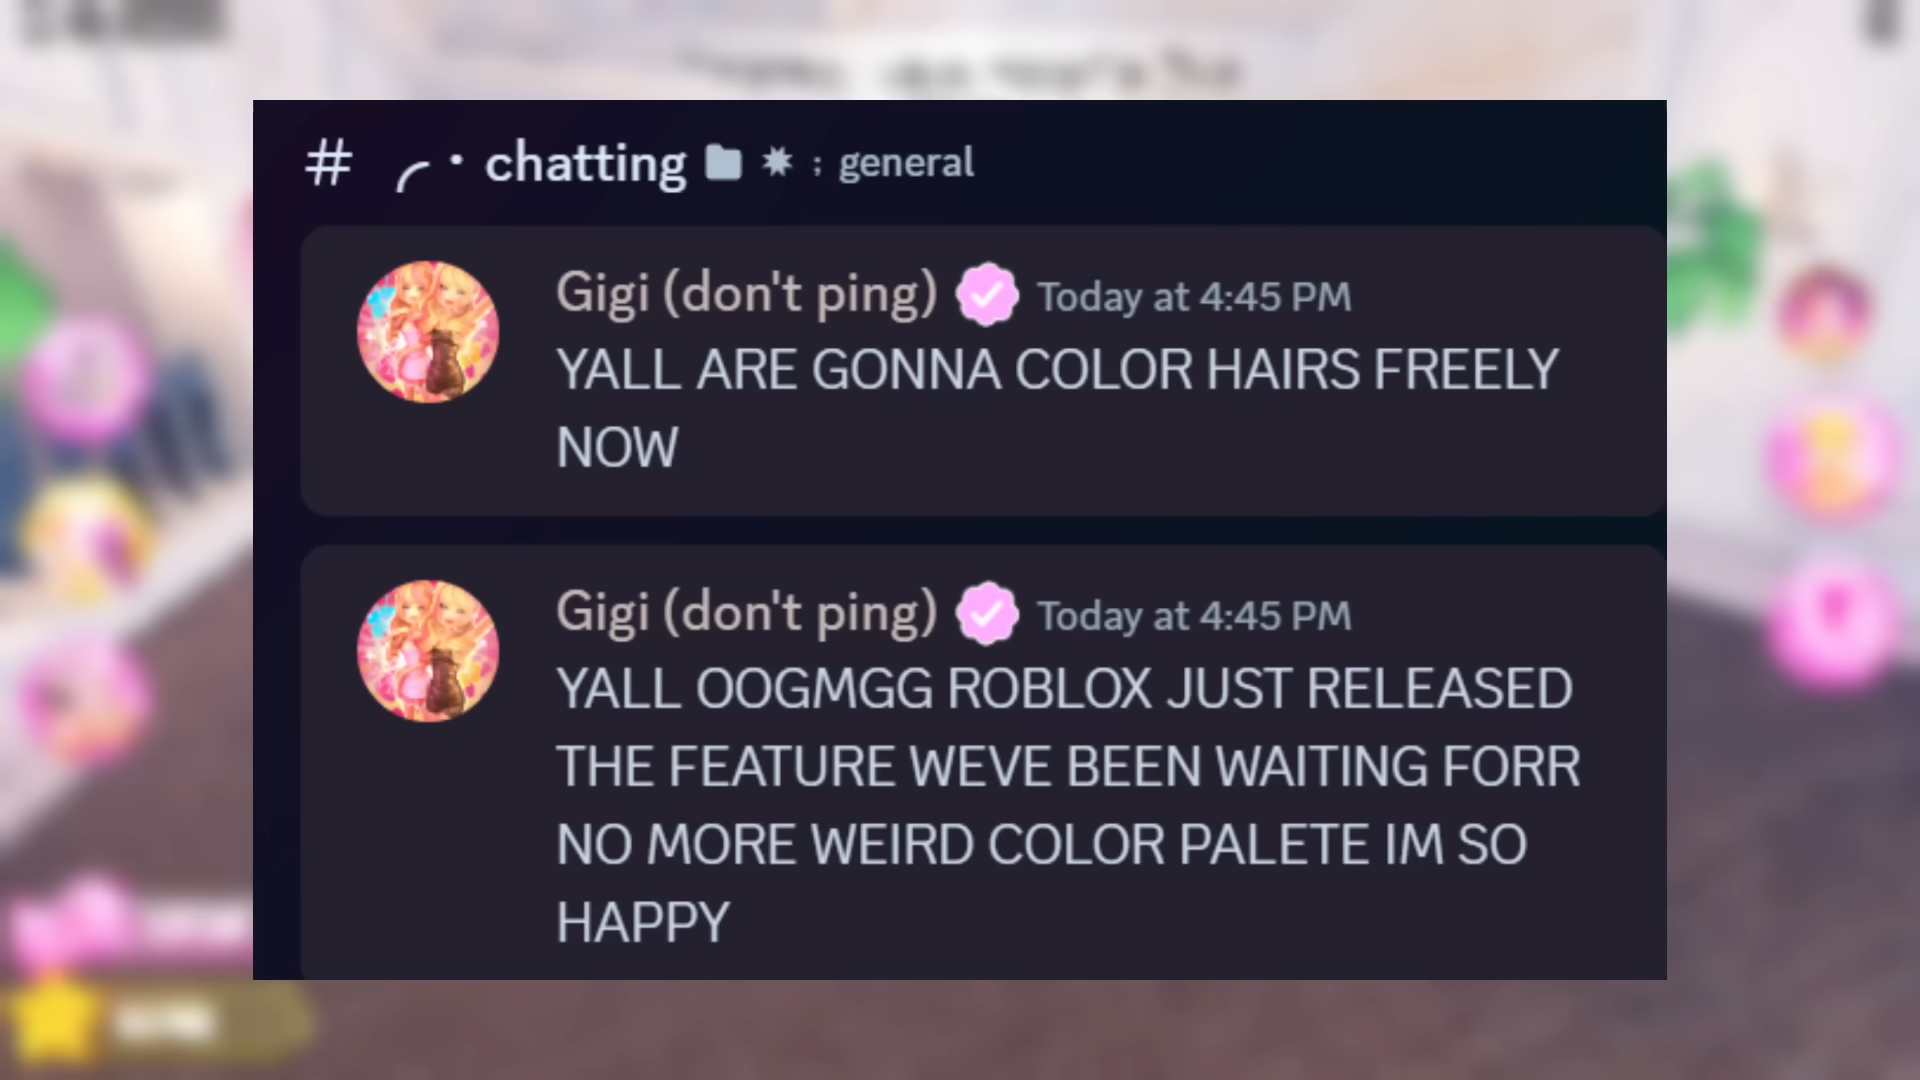 # ╭・chatting 📁 ✸ ; general
Gigi (don't ping) Today at 4:45 PM
YALL ARE GONNA COLOR HAIRS FREELY
NOW
Gigi (don't ping) Today at 4:45 PM
YALL OOGMGG ROBLOX JUST RELEASED
THE FEATURE WEVE BEEN WAITING FORR
NO MORE WEIRD COLOR PALETE IM SO
HAPPY